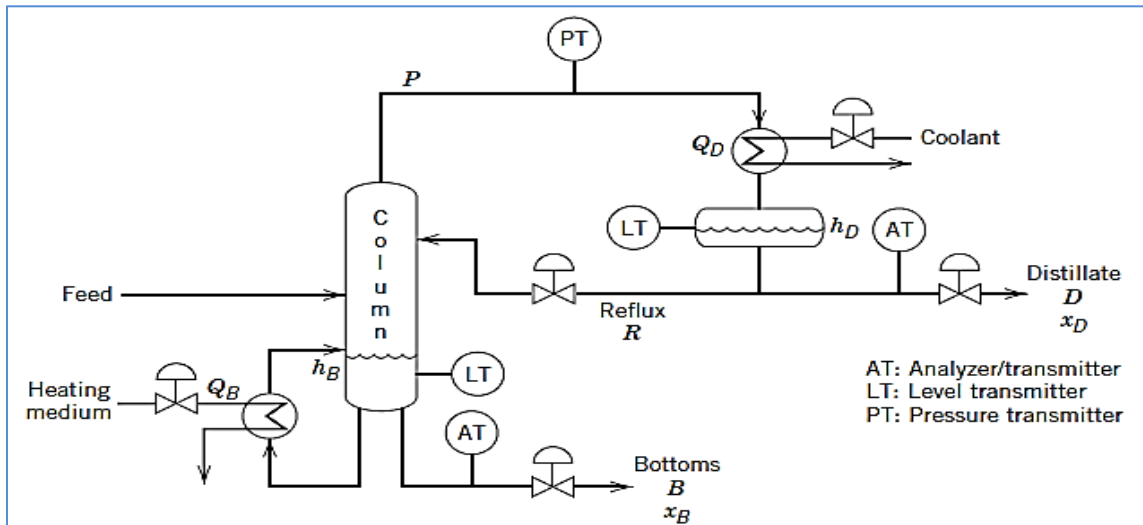 PT
P
Q_D
Coolant
Column
LT
h_D
AT
Feed
Reflux
R
Distillate
D
x_D
h_B
LT
Heating
medium
Q_B
AT
Bottoms
B
x_B
AT: Analyzer/transmitter
LT: Level transmitter
PT: Pressure transmitter